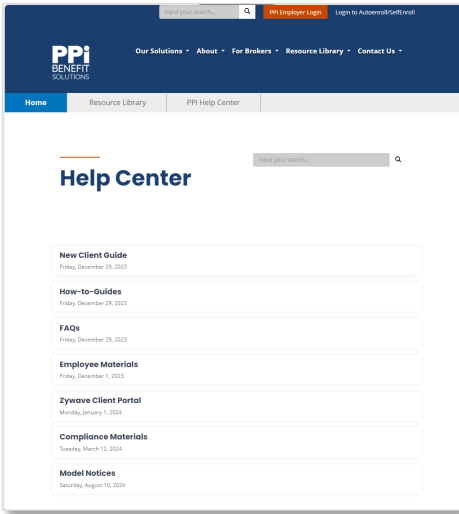 Input your search...
PPI Employer Login
Login to Autoenroll/SelfEnroll
PPi
BENEFIT
SOLUTIONS
Our Solutions
About
For Brokers
Resource Library
Contact Us
Home
Resource Library
PPI Help Center
Help Center
Input your search...
New Client Guide
Friday, December 29, 2023
How-to-Guides
Friday, December 29, 2023
FAQs
Friday, December 29, 2023
Employee Materials
Friday, December 1, 2023
Zywave Client Portal
Monday, January 1, 2024
Compliance Materials
Tuesday, March 12, 2024
Model Notices
Saturday, August 10, 2024